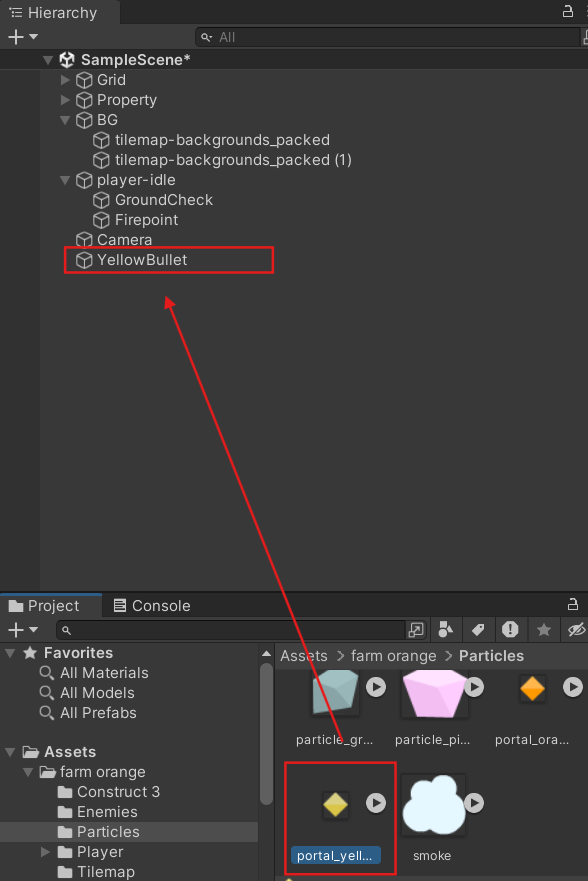 Hierarchy
All
SampleScene*
Grid
Property
BG
tilemap-backgrounds_packed
tilemap-backgrounds_packed (1)
player-idle
GroundCheck
Firepoint
Camera
YellowBullet
Project
Console
Favorites
All Materials
All Models
All Prefabs
Assets
farm orange
Construct 3
Enemies
Particles
Player
Tilemap
Assets > farm orange > Particles
particle_gr... particle_pi... portal_ora...
portal_yell... smoke